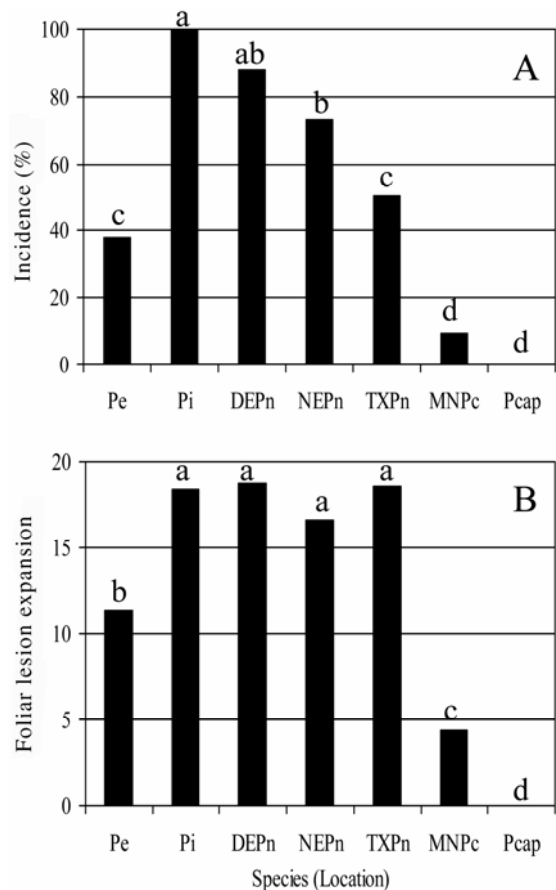 A
Incidence (%)
100
80
60
40
20
0
c
a
ab
b
c
d
d
Pe Pi DEPn NEPn TXPn MNPc Pcap
B
Foliar lesion expansion
20
15
10
5
0
b
a
a
a
a
c
d
Pe Pi DEPn NEPn TXPn MNPc Pcap
Species (Location)